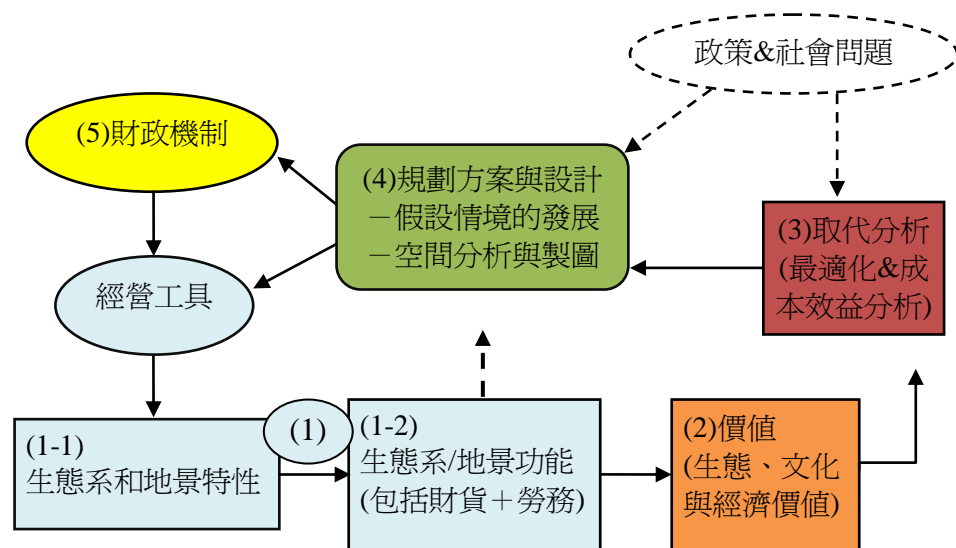 政策&社會問題
(5)財政機制
(4)規劃方案與設計
－假設情境的發展
－空間分析與製圖
(3)取代分析
(最適化&成
本效益分析)
經營工具
(1-1)
生態系和地景特性
(1)
(1-2)
生態系/地景功能
(包括財貨＋勞務)
(2)價值
(生態、文化
與經濟價值)